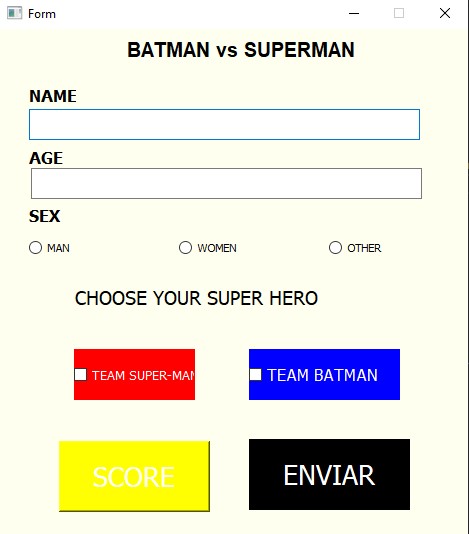 Form
BATMAN vs SUPERMAN
NAME
AGE
SEX
MAN WOMEN OTHER
CHOOSE YOUR SUPER HERO
TEAM SUPER-MAN TEAM BATMAN
SCORE ENVIAR